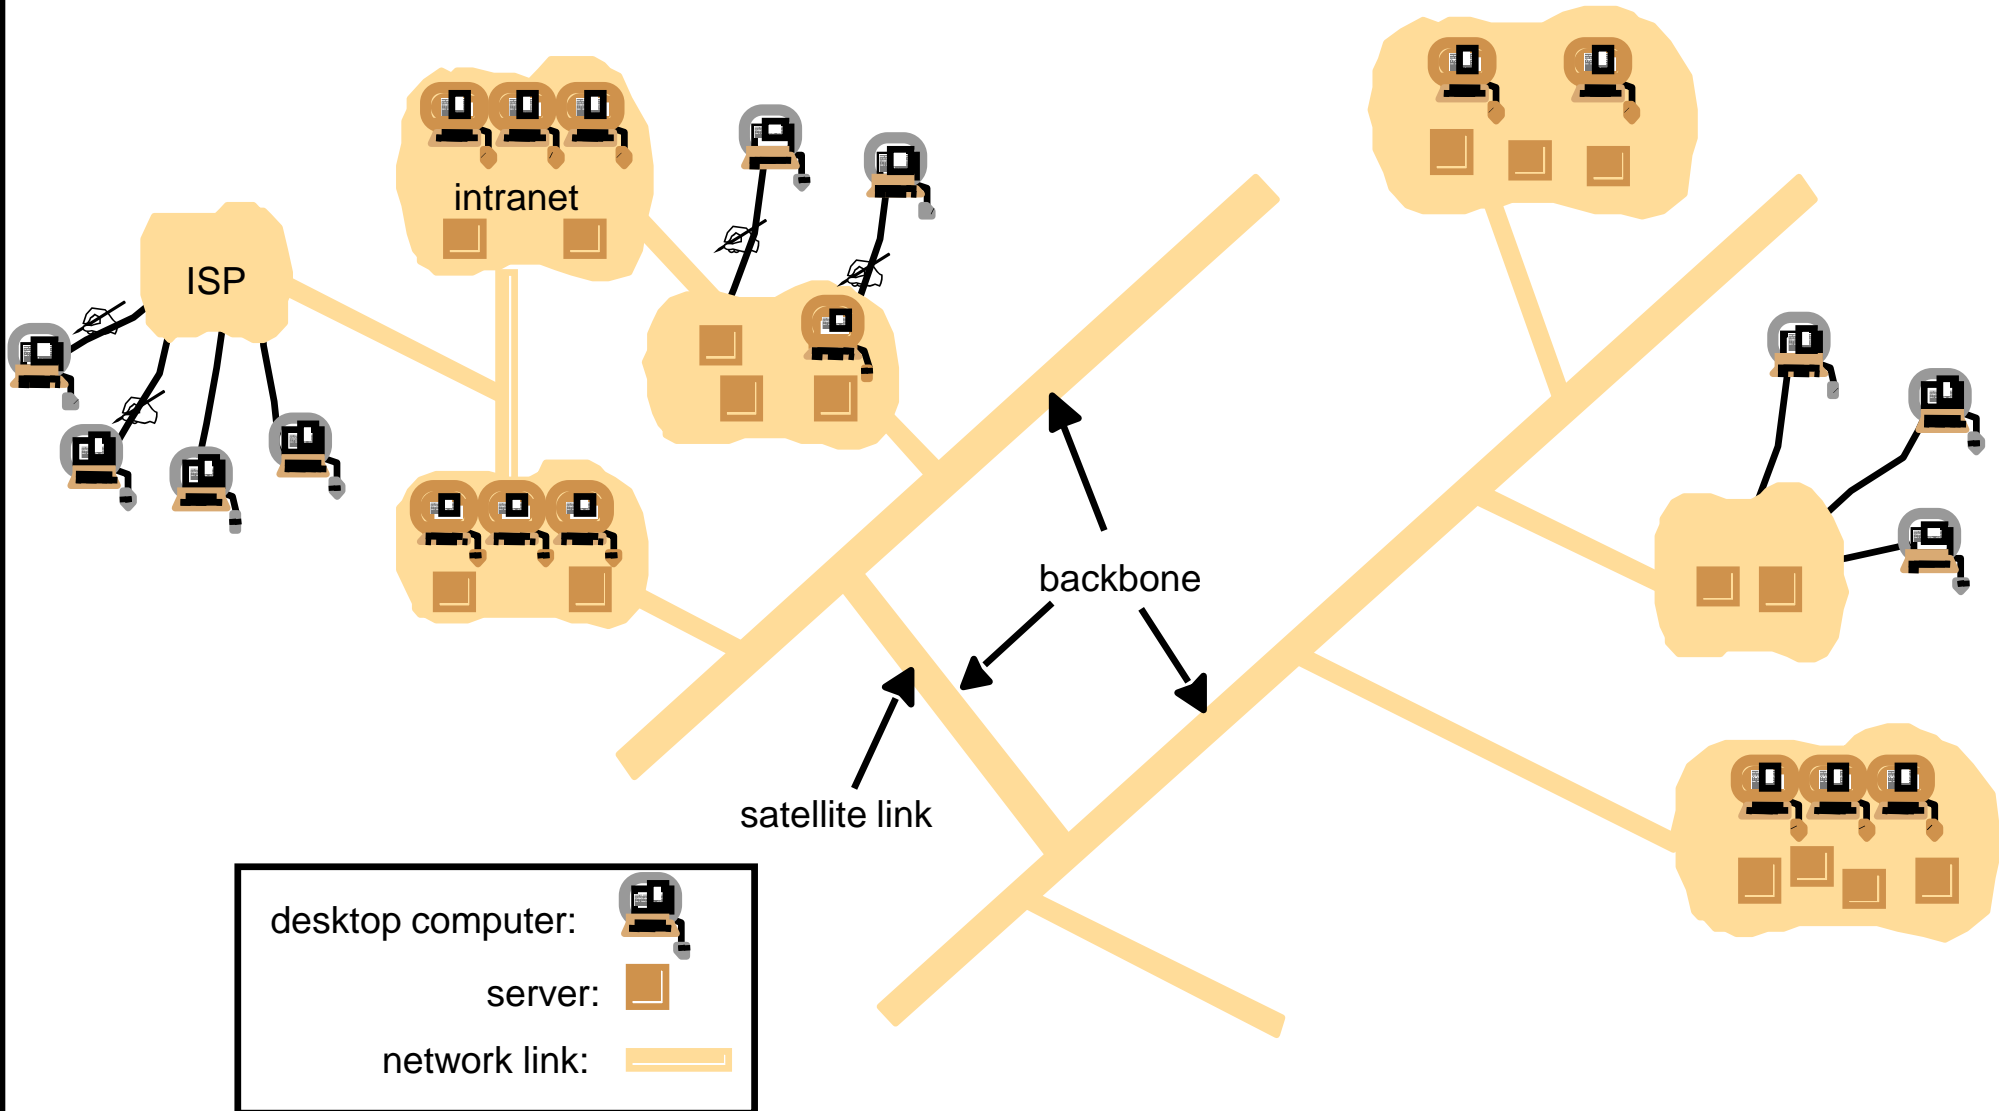 intranet
ISP
backbone
satellite link
desktop computer:
server:
network link: